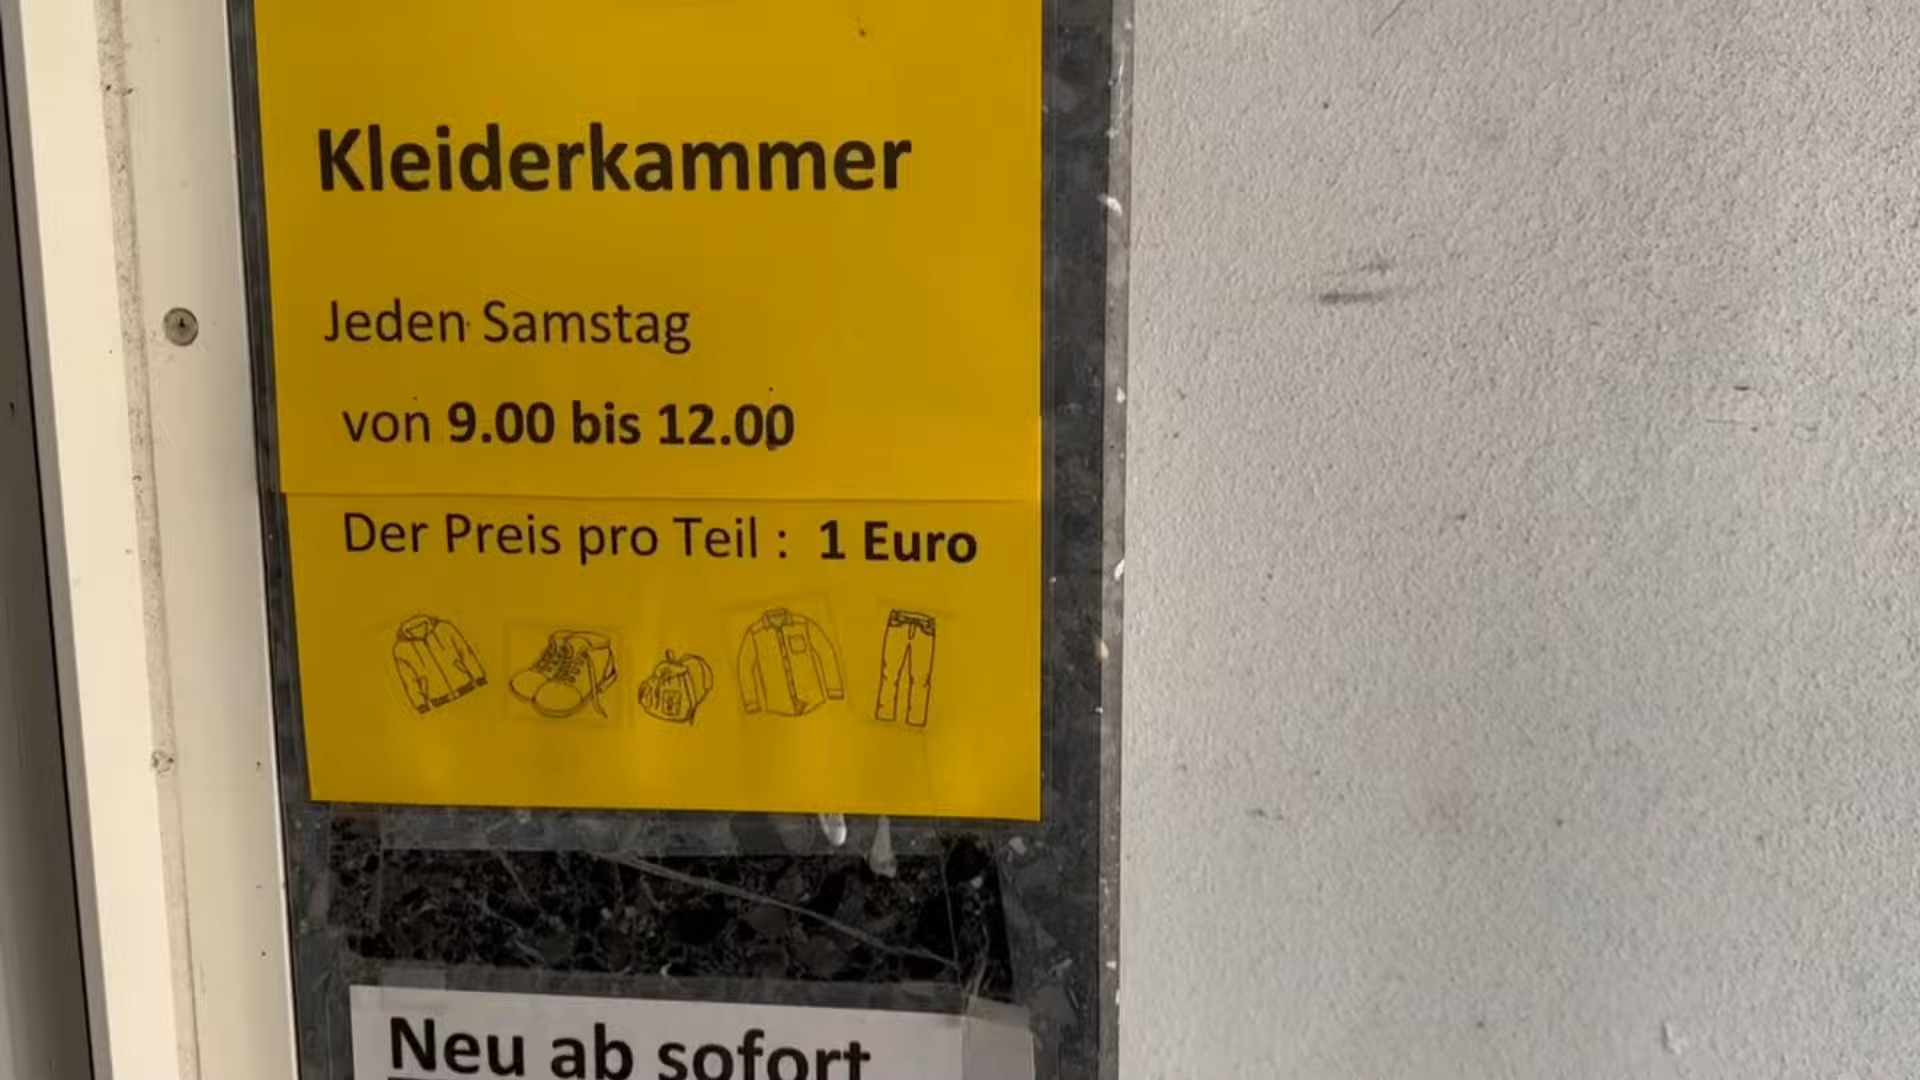 Kleiderkammer
Jeden Samstag
von 9.00 bis 12.00
Der Preis pro Teil : 1 Euro
Neu ab sofort